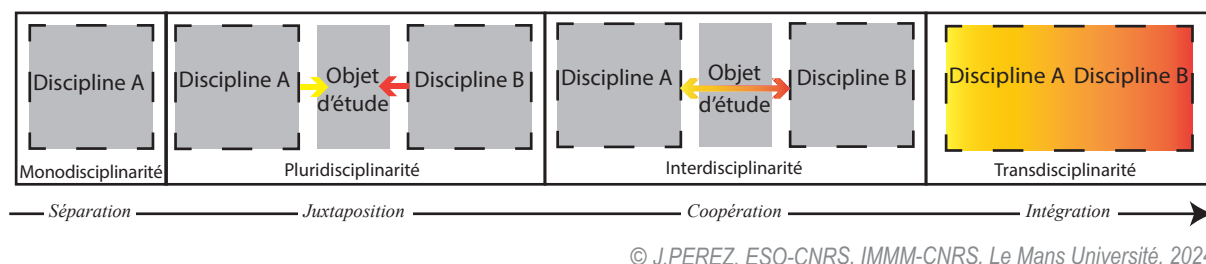 Discipline A
Discipline A
Objet
d'étude
Discipline B
Discipline A
Objet
d'étude
Discipline B
Discipline A Discipline B
Monodisciplinarité
Pluridisciplinarité
Interdisciplinarité
Transdisciplinarité
Séparation
Juxtaposition
Coopération
Intégration
© J.PEREZ, ESO-CNRS, IMMM-CNRS, Le Mans Université, 2024